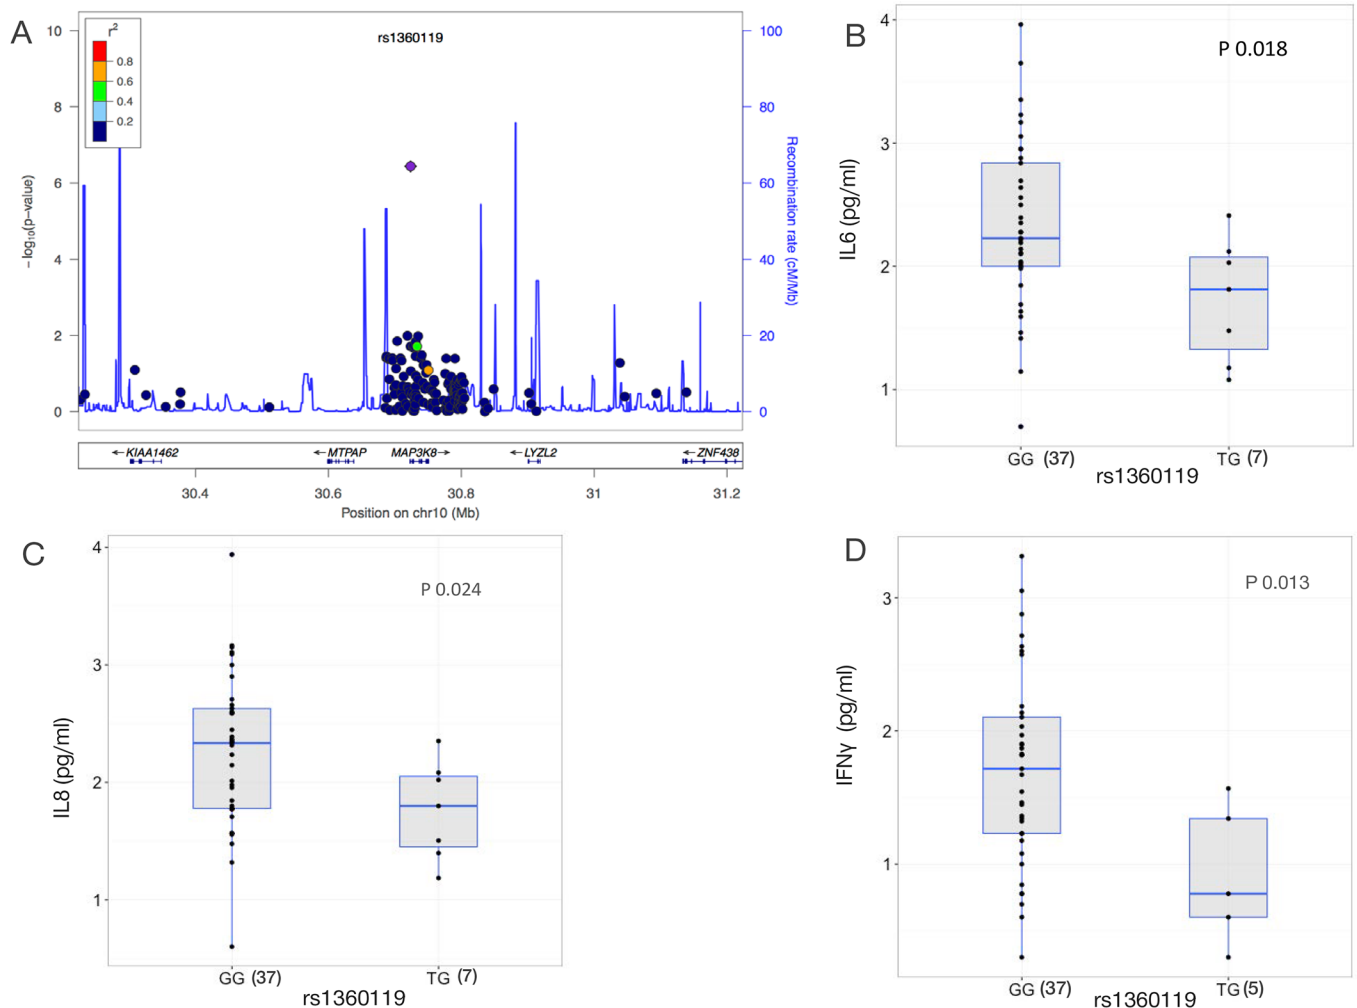 A
r2
0.8
0.6
0.4
0.2
rs1360119
10
8
6
4
2
0
−log10(p−value)
100
80
60
40
20
0
Recombination rate (cM/Mb)
←KIAA1462
←MTPAP
MAP3K8→
←LYZL2
←ZNF438
30.4
30.6
30.8
31
31.2
Position on chr10 (Mb)
B
P 0.018
4
3
2
1
IL6 (pg/ml)
GG (37)
TG (7)
rs1360119
C
P 0.024
4
3
2
1
IL8 (pg/ml)
GG (37)
TG (7)
rs1360119
D
P 0.013
3
2
1
IFNγ (pg/ml)
GG (37)
TG (5)
rs1360119